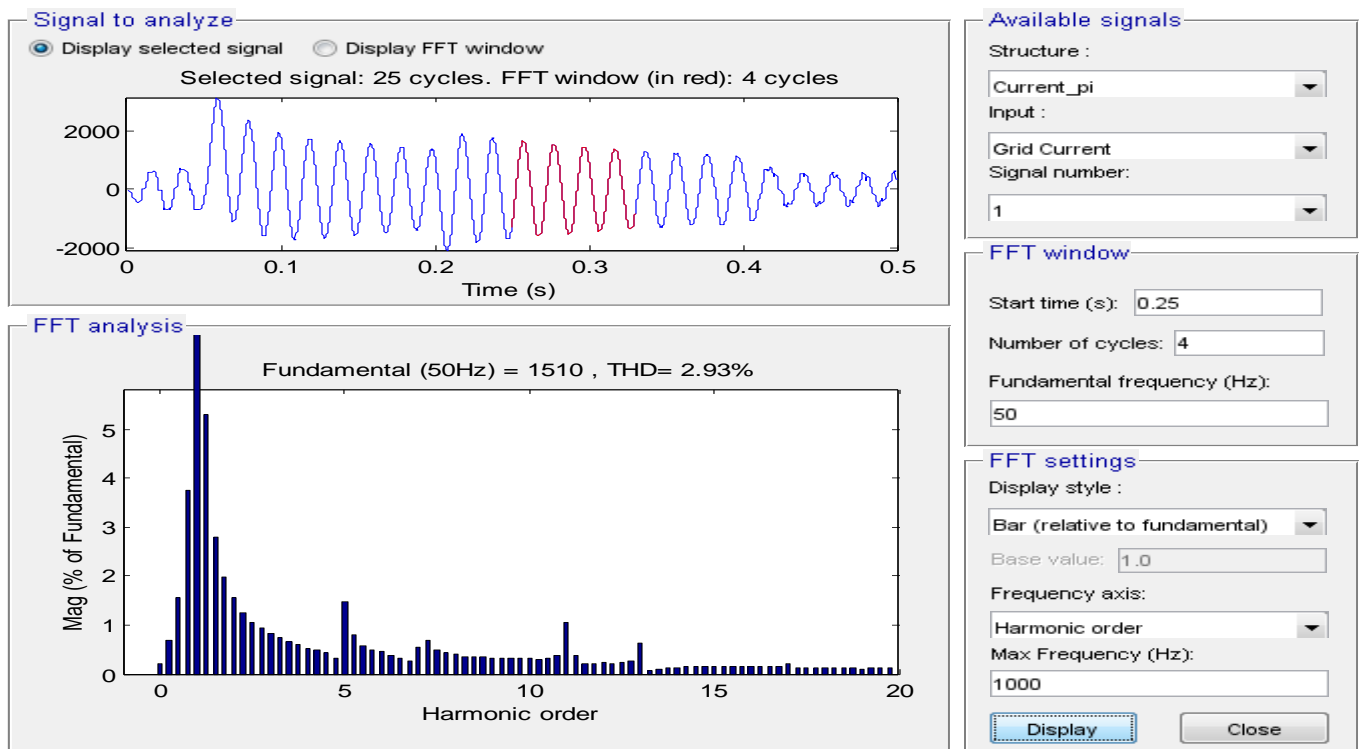 Signal to analyze
Display selected signal
Display FFT window
Selected signal: 25 cycles. FFT window (in red): 4 cycles
2000
0
-2000
0
0.1
0.2
0.3
0.4
0.5
Time (s)
FFT analysis
Fundamental (50Hz) = 1510 , THD= 2.93%
5
4
3
2
1
0
Mag (% of Fundamental)
0
5
10
15
20
Harmonic order
Available signals
Structure :
Current_pi
Input :
Grid Current
Signal number:
1
FFT window
Start time (s): 0.25
Number of cycles: 4
Fundamental frequency (Hz):
50
FFT settings
Display style :
Bar (relative to fundamental)
Base value: 1.0
Frequency axis:
Harmonic order
Max Frequency (Hz):
1000
Display
Close